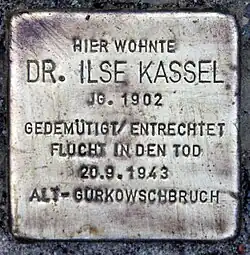 HIER WOHNTE
DR. ILSE KASSEL
JG. 1902
GEDEMÜTIGT/ENTRECHTET
FLUCHT IN DEN TOD
20.9.1943
ALT-GURKOWSCHBRUCH